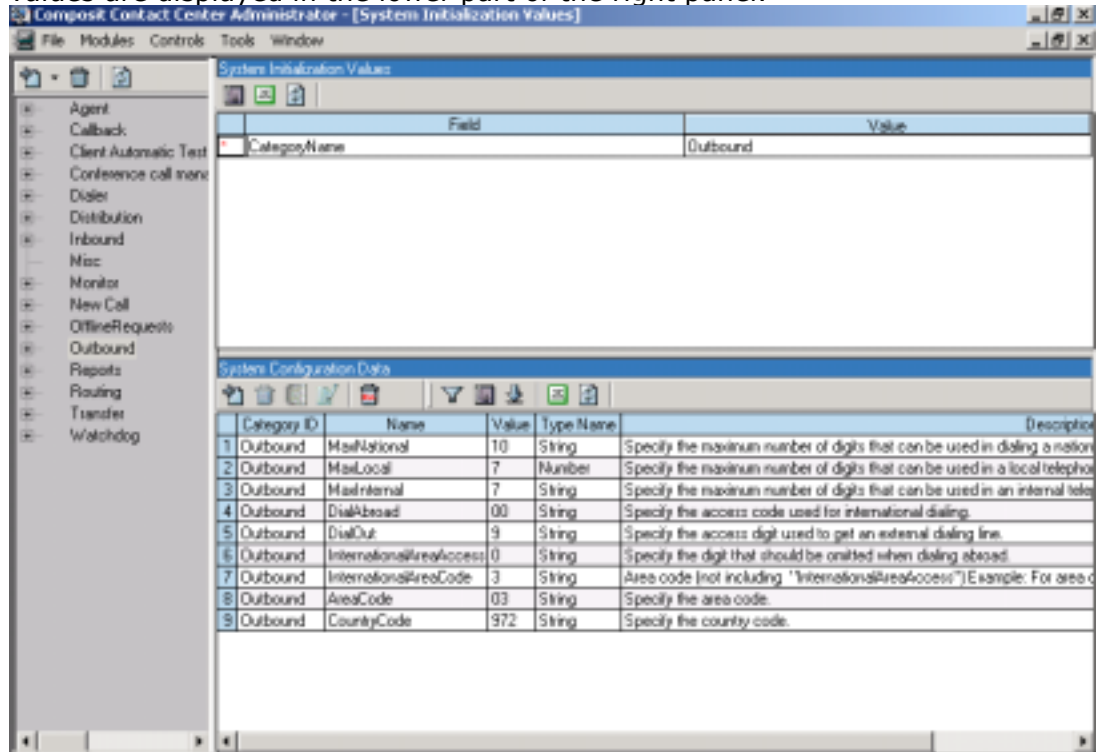 values are displayed in the lower part of the right panel.
Composit Contact Center Administrator - [System Initialization Values]
File Modules Controls Tools Window
System Initialization Values
Field Value
* CategoryName Outbound
Agent
Callback
Client Automatic Test
Conference call mana
Dialer
Distribution
Inbound
Misc
Monitor
New Call
OfflineRequests
Outbound
Reports
Routing
Transfer
Watchdog
System Configuration Data
Category ID Name Value Type Name Description
1 Outbound MaxNational 10 String Specify the maximum number of digits that can be used in dialing a nation
2 Outbound MaxLocal 7 Number Specify the maximum number of digits that can be used in a local telepho
3 Outbound MaxInternal 7 String Specify the maximum number of digits that can be used in an internal tele
4 Outbound DialAbroad 00 String Specify the access code used for international dialing.
5 Outbound DialOut 9 String Specify the access digit used to get an external dialing line.
6 Outbound InternationalAreaAccess 0 String Specify the digit that should be omitted when dialing abroad.
7 Outbound InternationalAreaCode 3 String Area code (not including "InternationalAreaAccess") Example: For area c
8 Outbound AreaCode 03 String Specify the area code.
9 Outbound CountryCode 972 String Specify the country code.